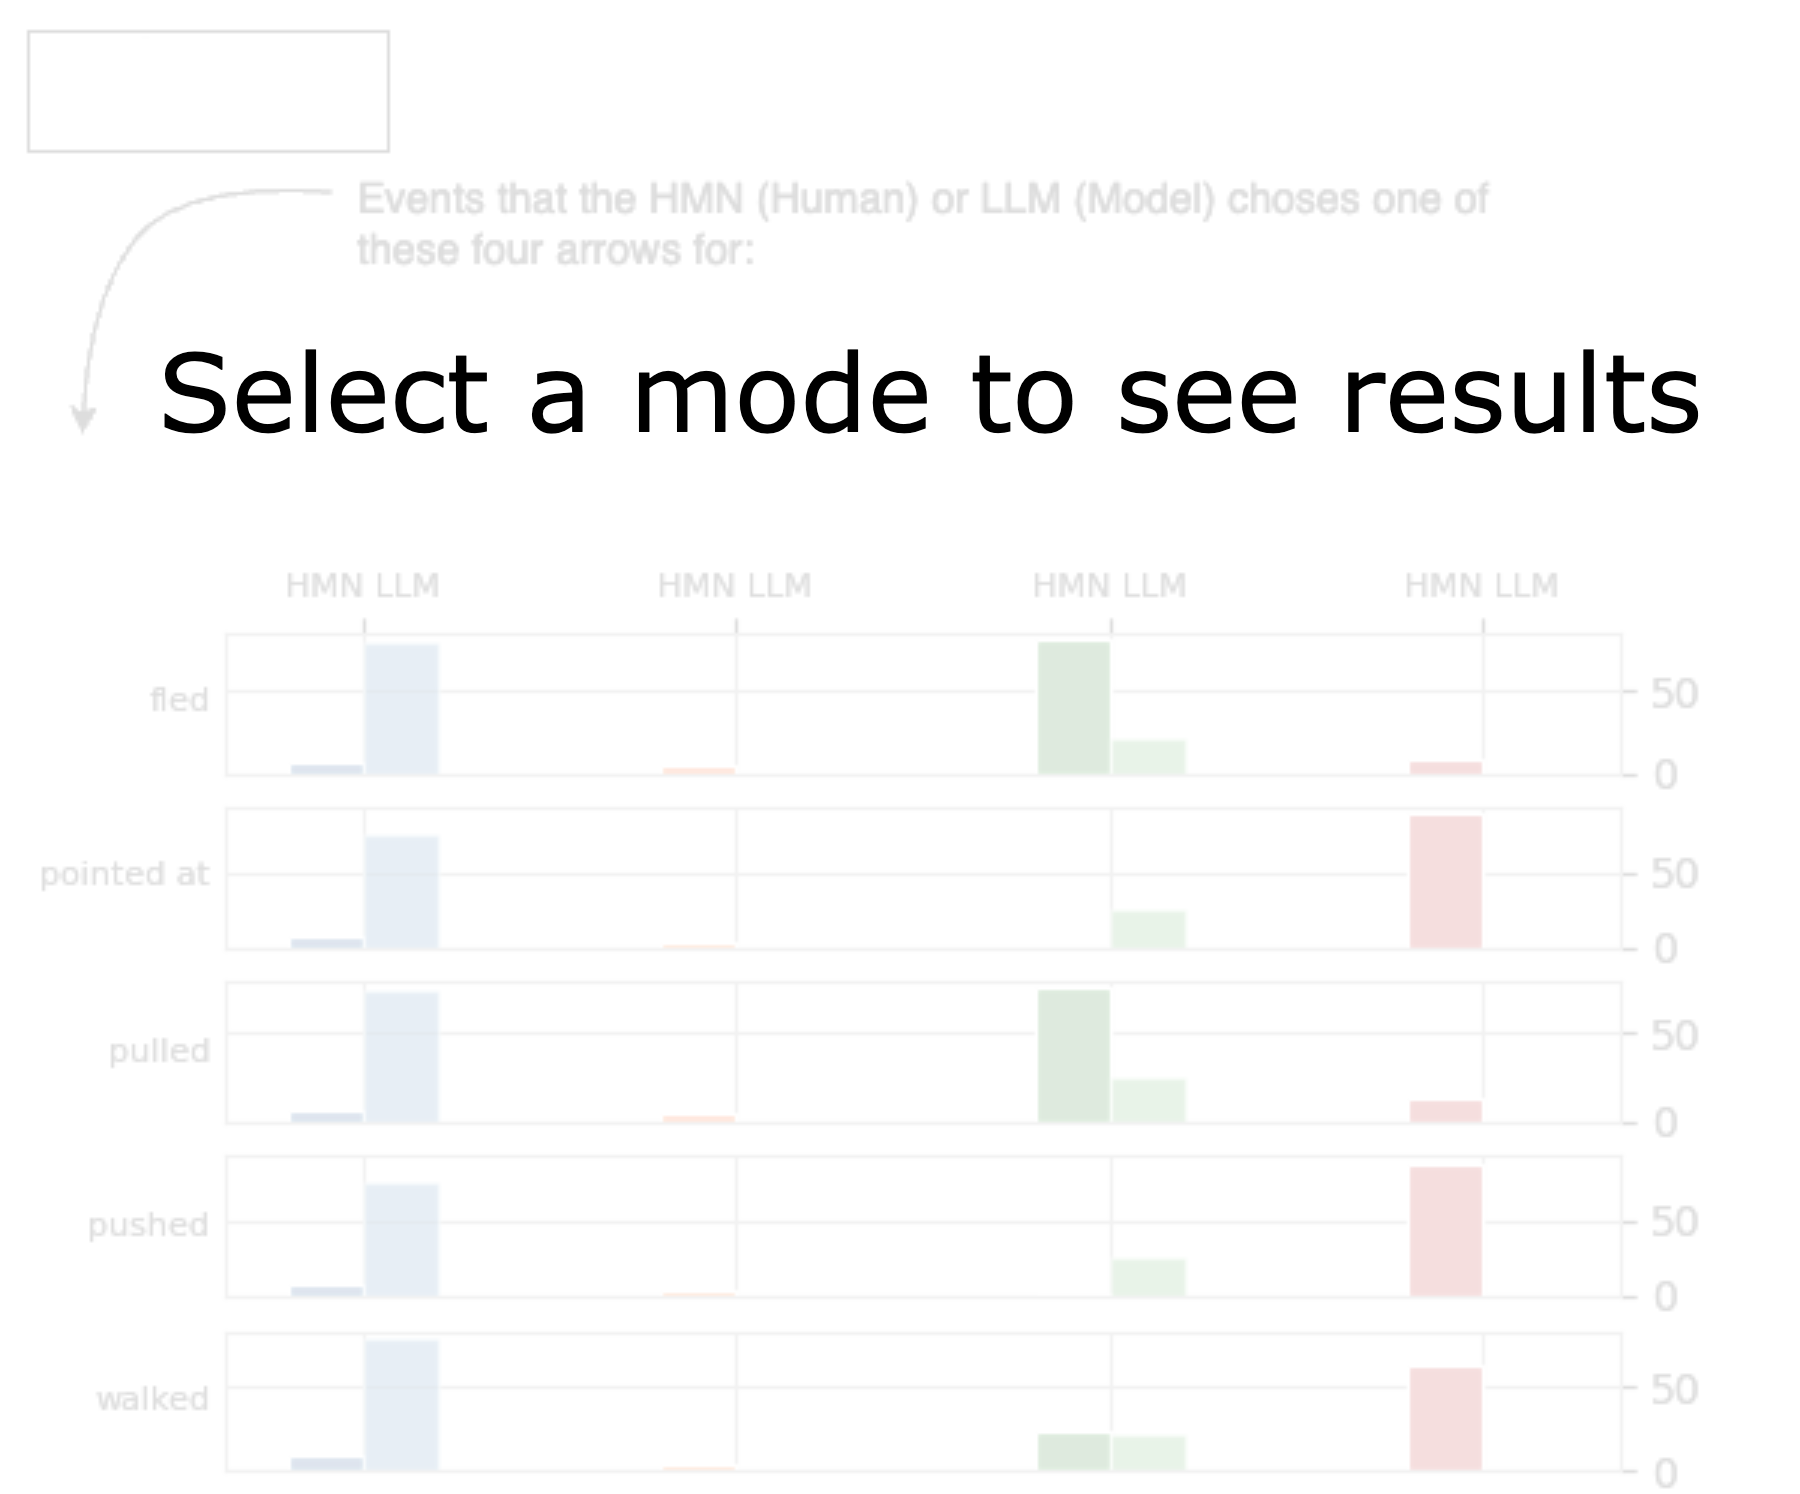 Events that the HMN (Human) or LLM (Model) choses one of
these four arrows for:
Select a mode to see results
HMN LLM HMN LLM HMN LLM HMN LLM
fled 50
0
pointed at 50
0
pulled 50
0
pushed 50
0
walked 50
0